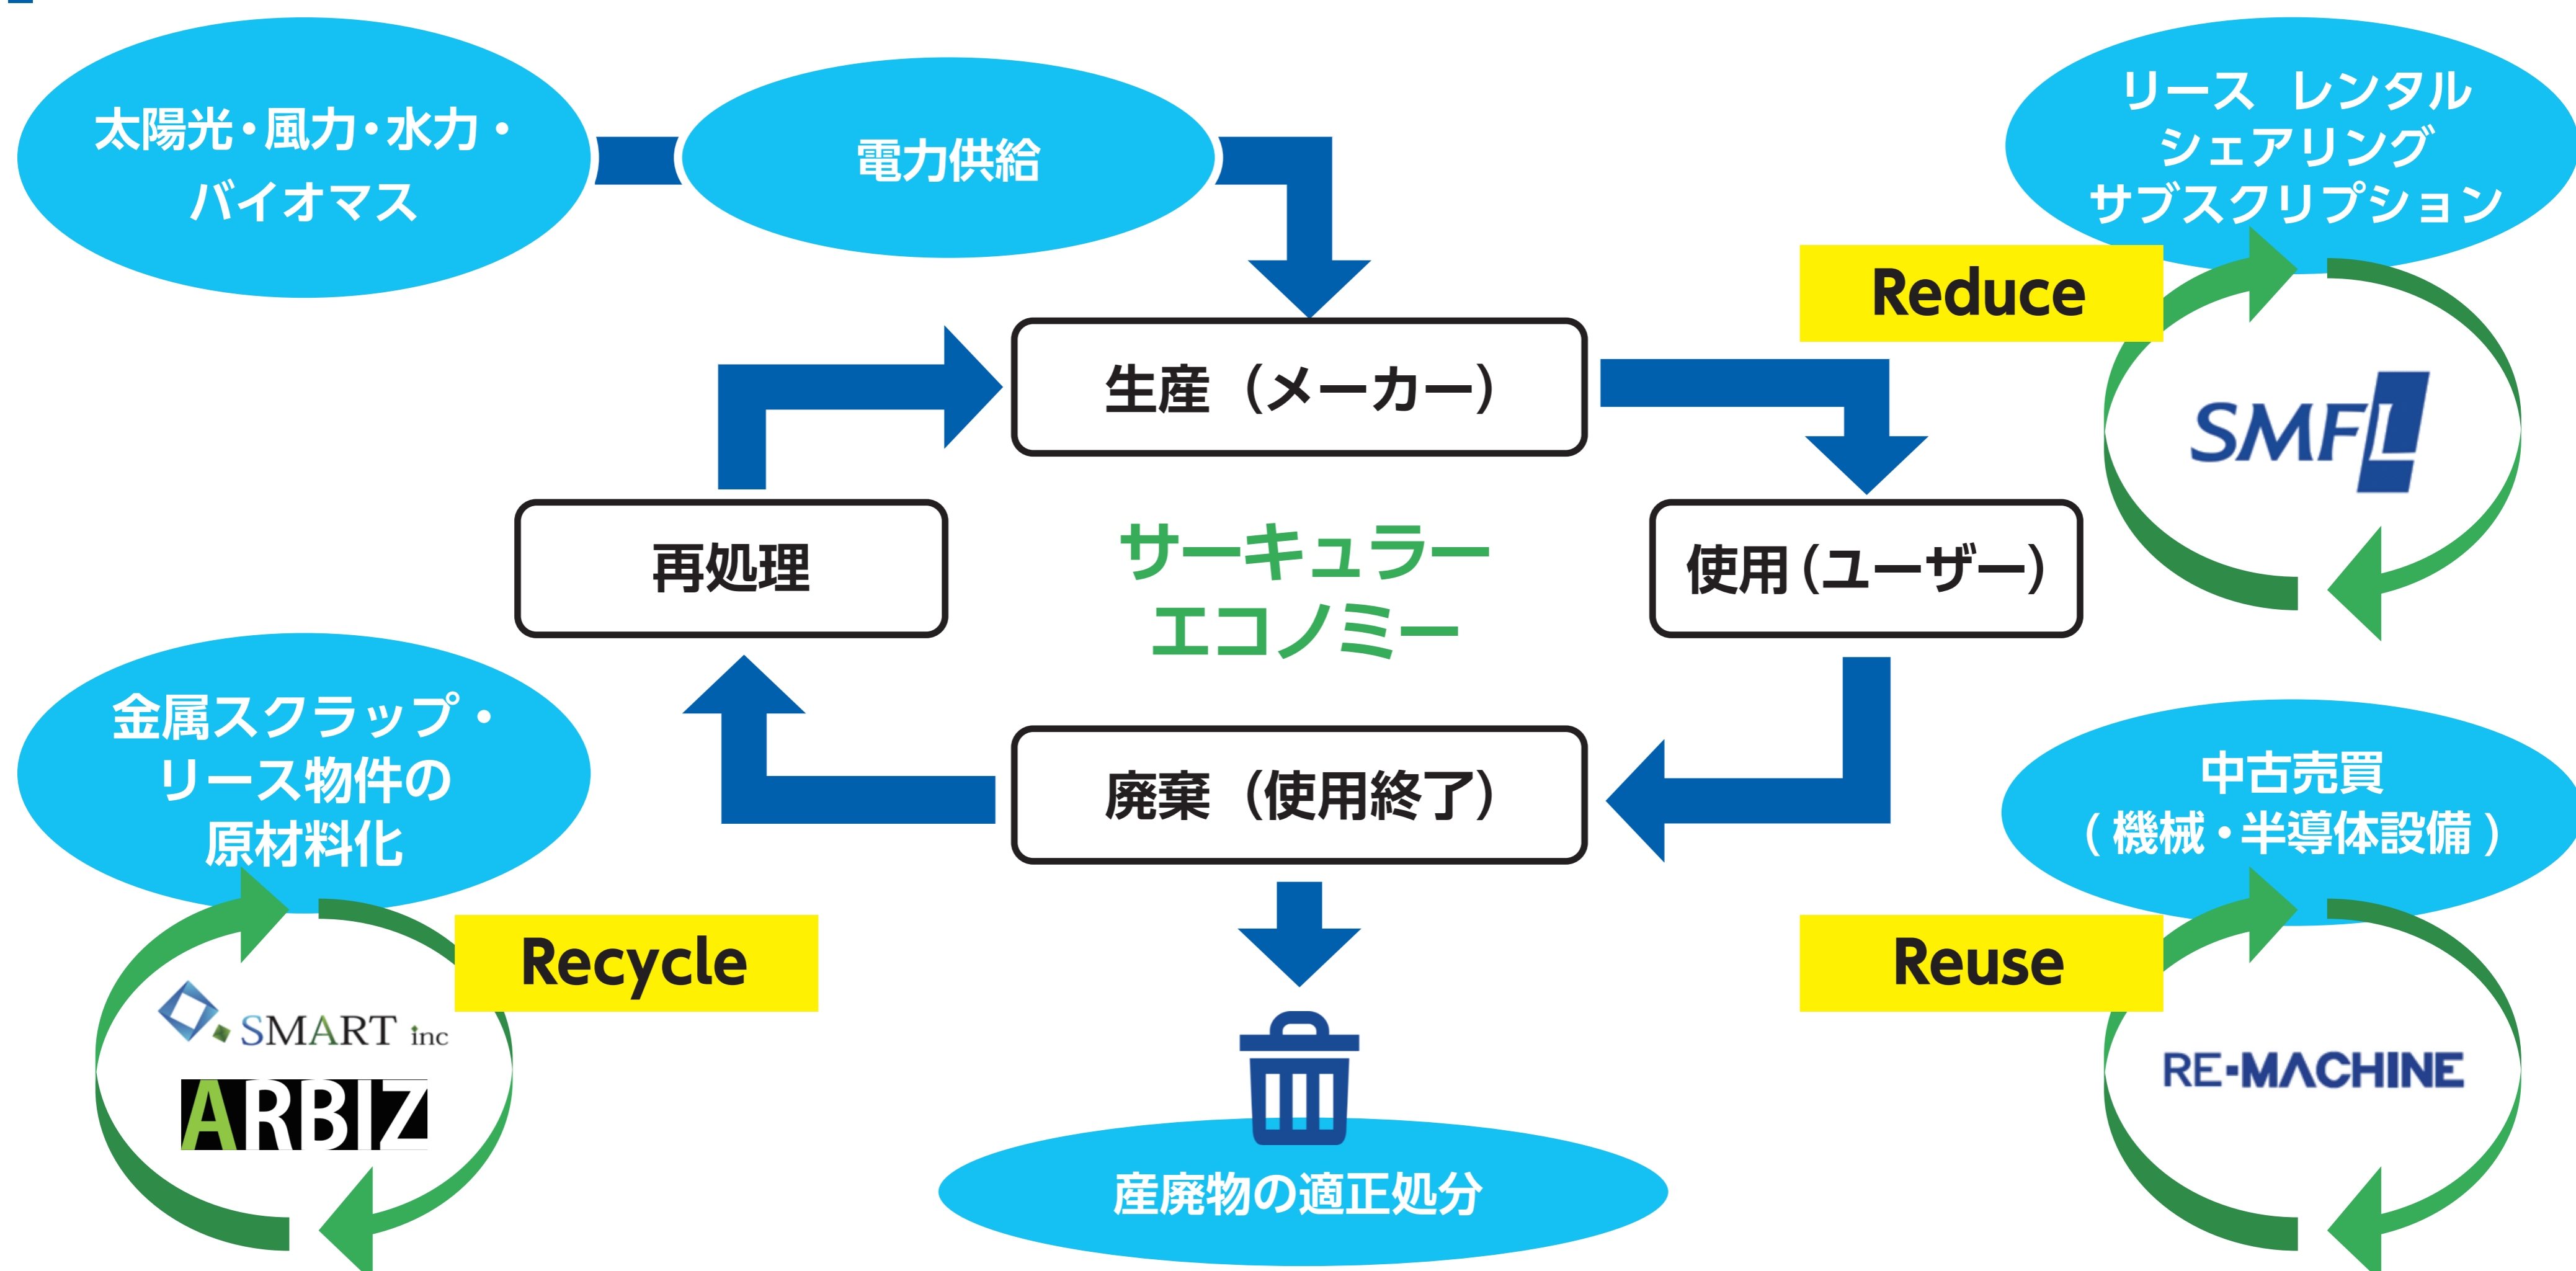 太陽光・風力・水力・
バイオマス
電力供給
リース レンタル
シェアリング
サブスクリプション
Reduce
SMFL
生産（メーカー）
再処理
サーキュラー
エコノミー
使用（ユーザー）
金属スクラップ・
リース物件の
原材料化
廃棄（使用終了）
中古売買
( 機械・半導体設備 )
Recycle
Reuse
SMART inc
ARBIZ
RE-MACHINE
産廃物の適正処分